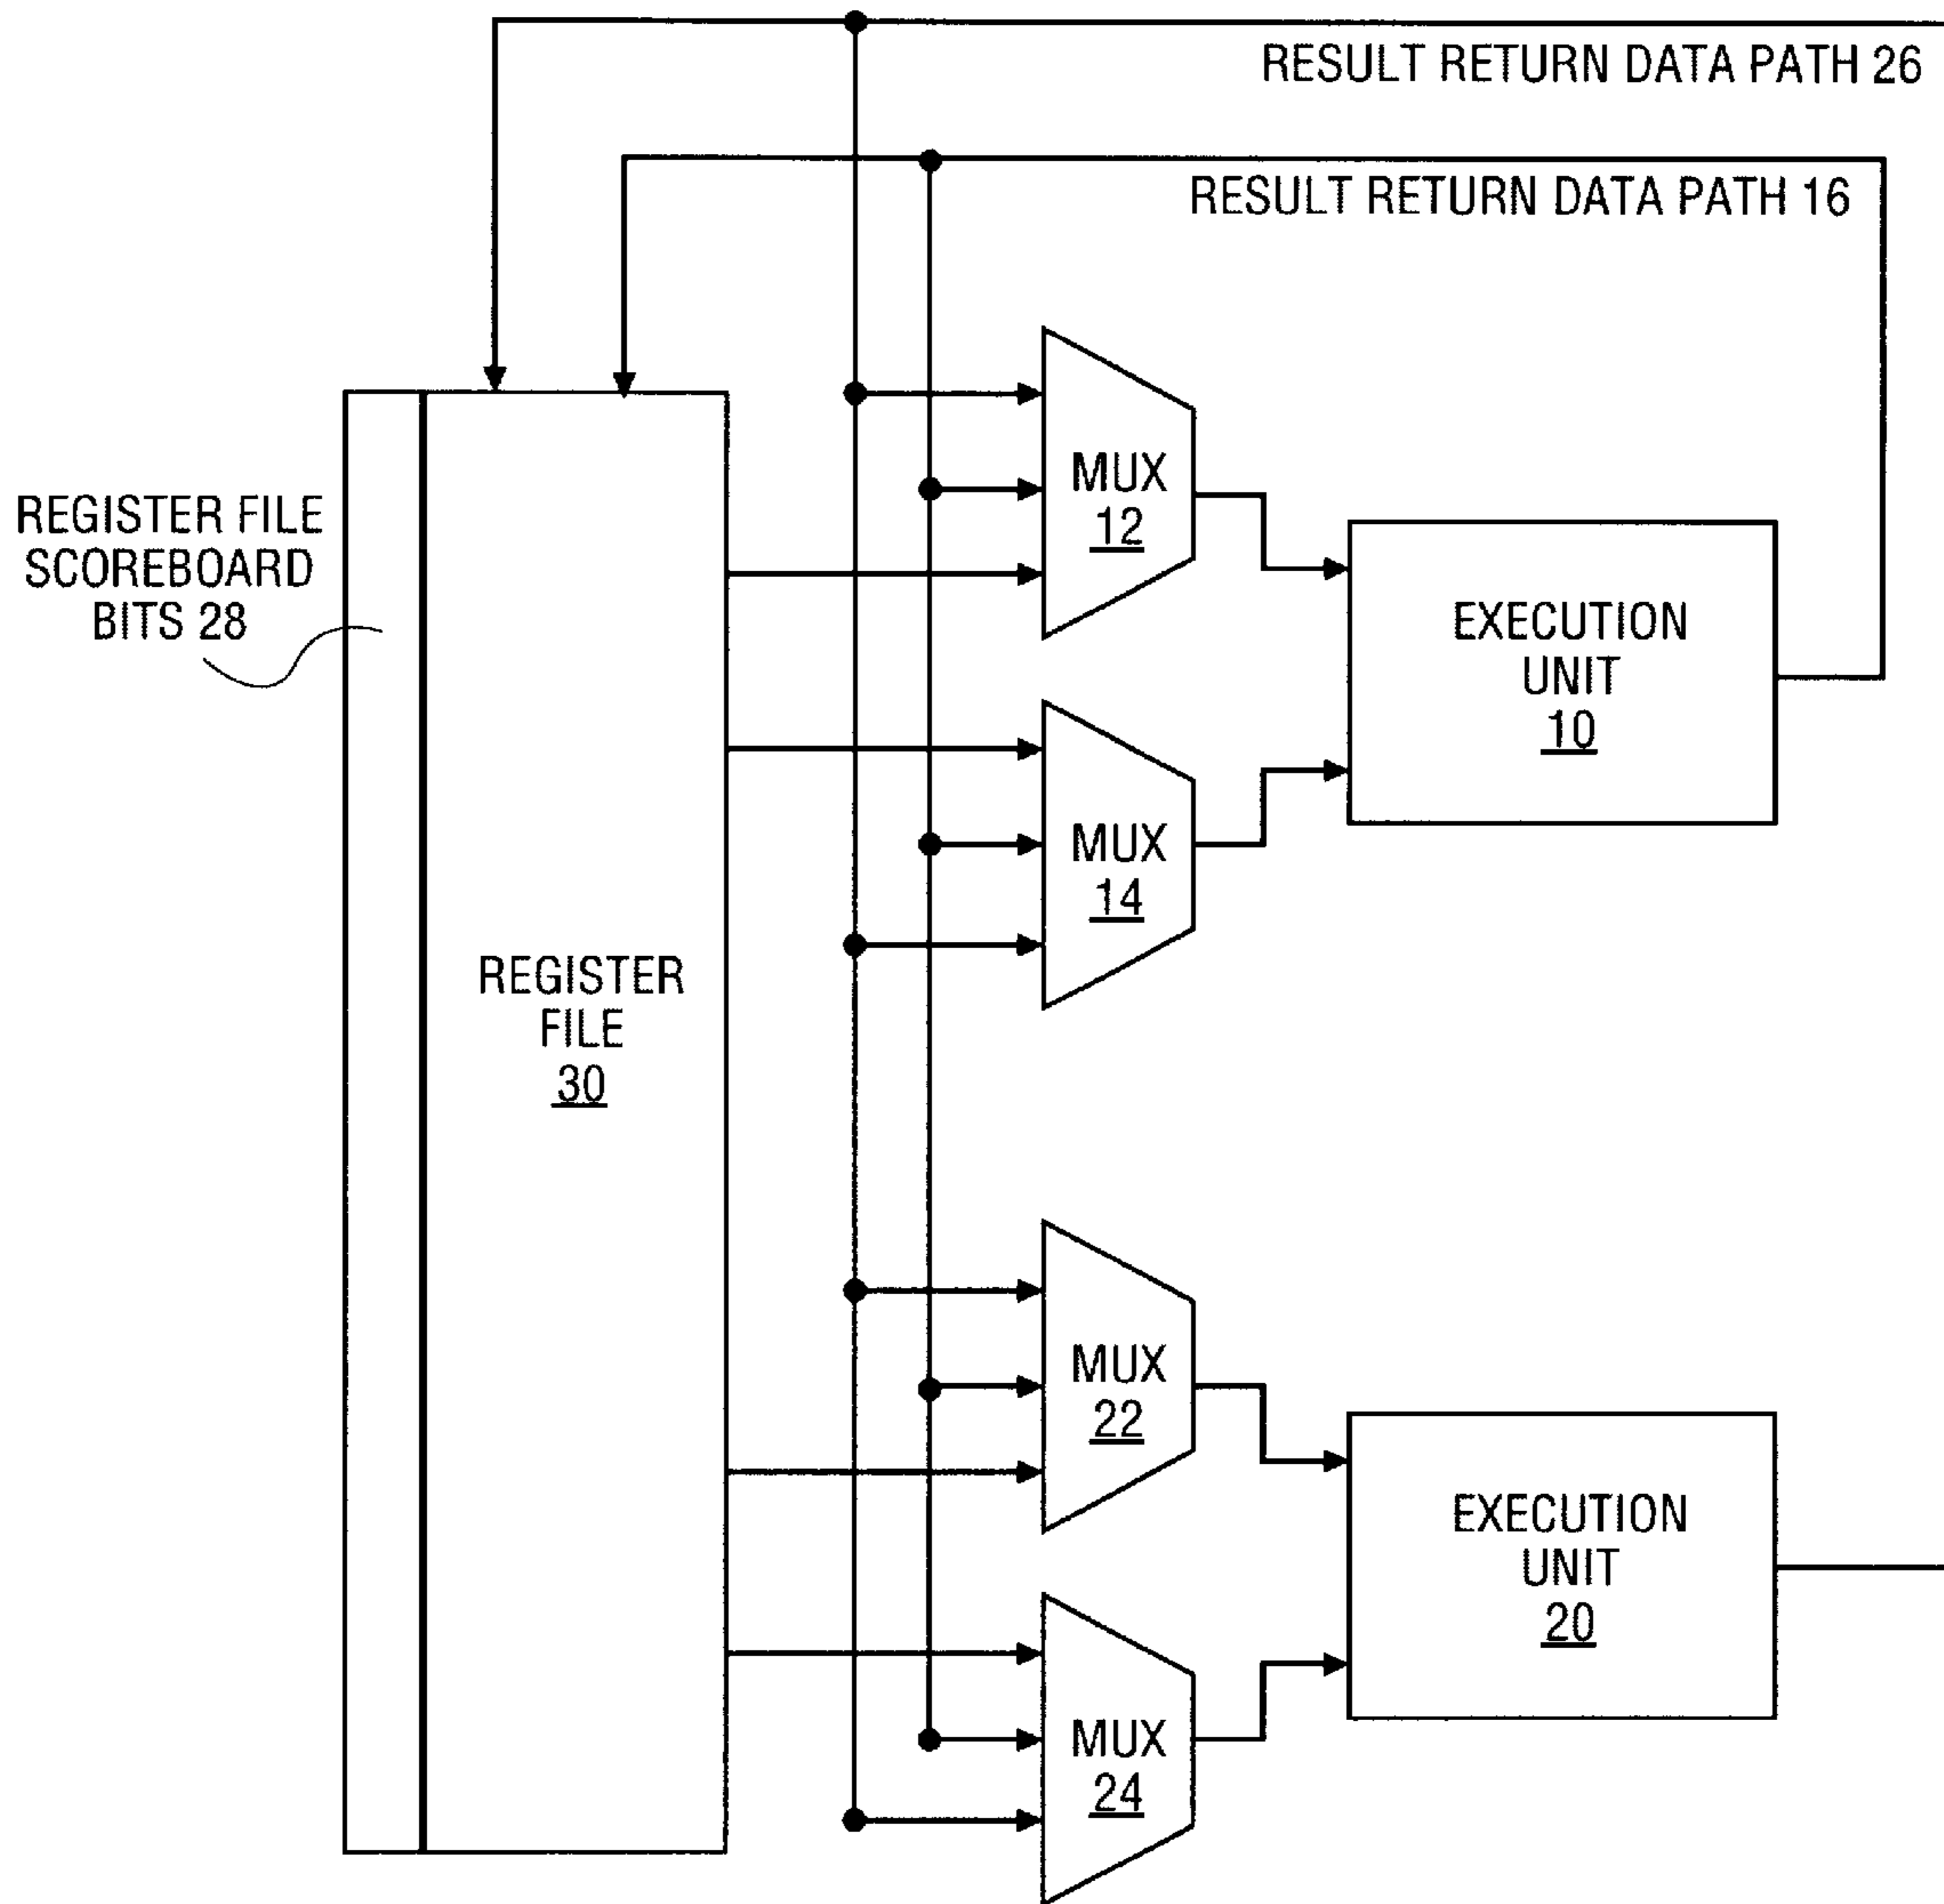 RESULT RETURN DATA PATH 26
RESULT RETURN DATA PATH 16
MUX
12
REGISTER FILE
SCOREBOARD
BITS 28
EXECUTION
UNIT
10
MUX
14
REGISTER
FILE
30
MUX
22
EXECUTION
UNIT
20
MUX
24